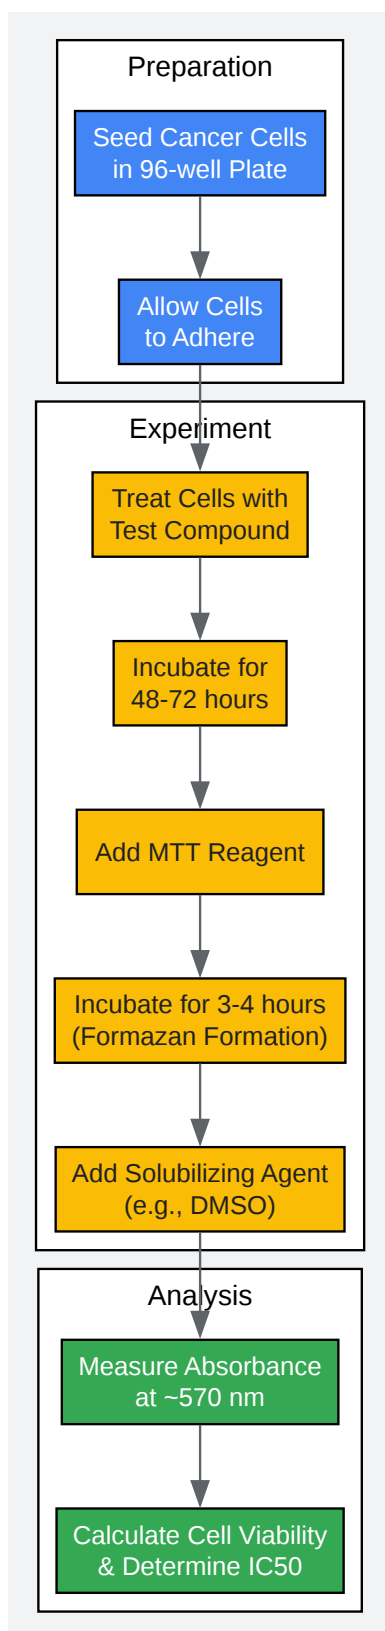 Preparation
Seed Cancer Cells
in 96-well Plate
Allow Cells
to Adhere
Experiment
Treat Cells with
Test Compound
Incubate for
48-72 hours
Add MTT Reagent
Incubate for 3-4 hours
(Formazan Formation)
Add Solubilizing Agent
(e.g., DMSO)
Analysis
Measure Absorbance
at ~570 nm
Calculate Cell Viability
& Determine IC50